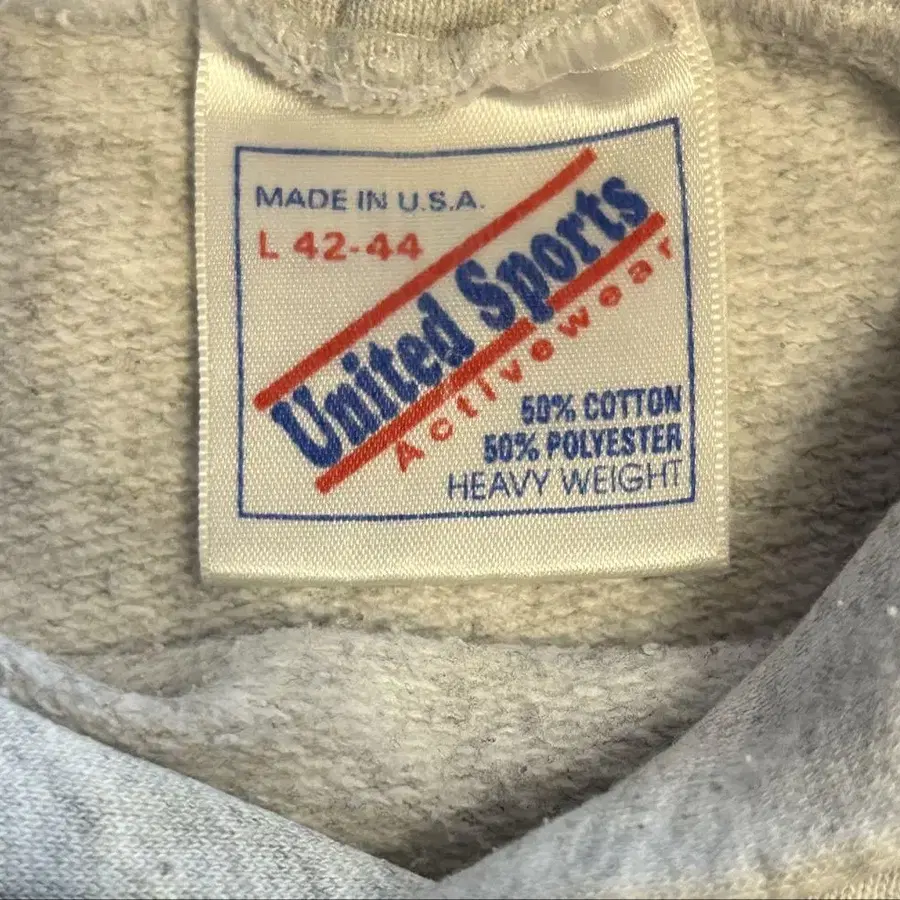 MADE IN U.S.A.
L 42-44
United Sports
Activewear
50% COTTON
50% POLYESTER
HEAVY WEIGHT